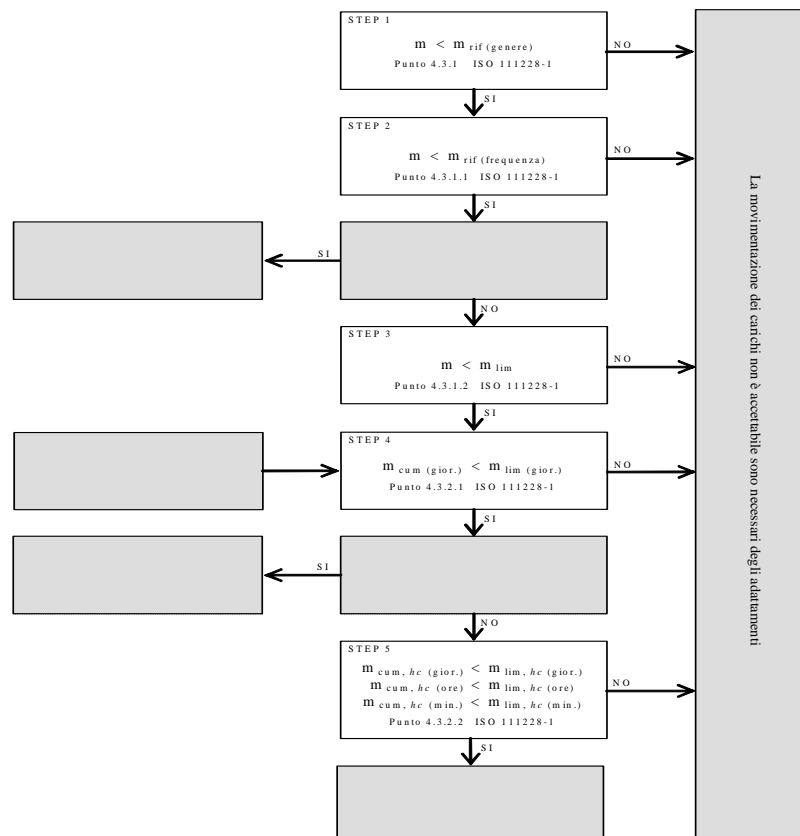 STEP 1
m < m rif (genere)
Punto 4.3.1 ISO 111228-1
NO
SI
STEP 2
m < m rif (frequenza)
Punto 4.3.1.1 ISO 111228-1
NO
SI
SI
NO
STEP 3
m < m lim
Punto 4.3.1.2 ISO 111228-1
NO
SI
STEP 4
m cum (gior.) < m lim (gior.)
Punto 4.3.2.1 ISO 111228-1
NO
SI
SI
NO
STEP 5
m cum, hc (gior.) < m lim, hc (gior.)
m cum, hc (ore) < m lim, hc (ore)
m cum, hc (min.) < m lim, hc (min.)
Punto 4.3.2.2 ISO 111228-1
NO
SI
La movimentazione dei carichi non è accettabile sono necessari degli adattamenti